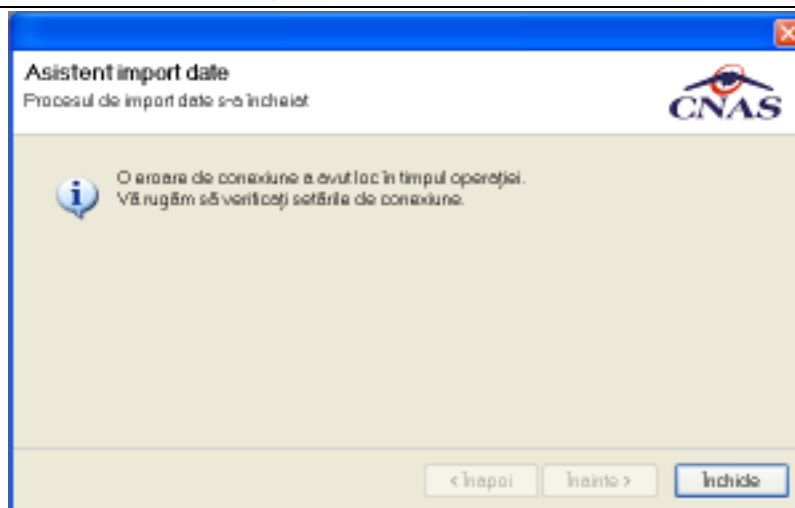 Asistent import date
Procesul de import date s-a încheiat
CNAS
O eroare de conexiune a avut loc în timpul operației.
Vă rugăm să verificați setările de conexiune.
< Înapoi
Înainte >
Închide